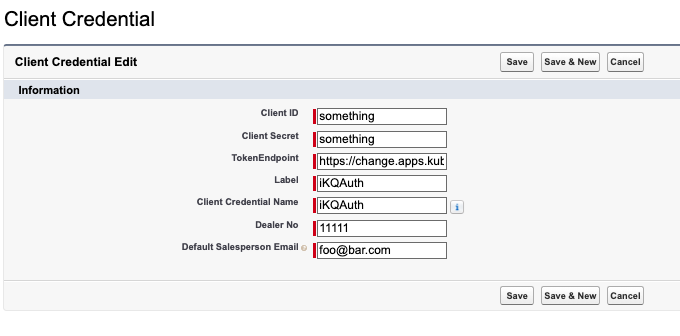 Client Credential
Client Credential Edit
Save
Save & New
Cancel
Information
Client ID
something
Client Secret
something
TokenEndpoint
https://change.apps.kub
Label
iKQAuth
Client Credential Name
iKQAuth
i
Dealer No
11111
Default Salesperson Email
foo@bar.com
Save
Save & New
Cancel